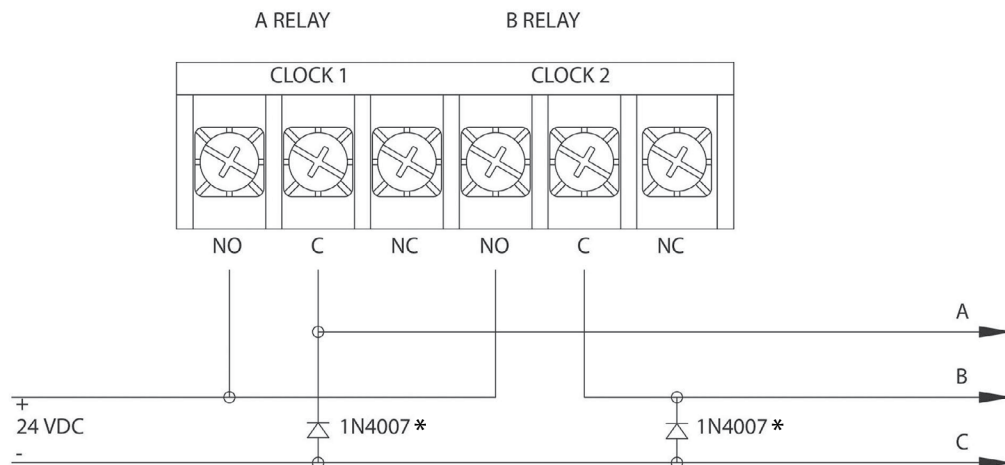 A RELAY B RELAY
CLOCK 1 CLOCK 2
NO C NC NO C NC
A
B
+
24 VDC
1N4007 * 1N4007 *
-
C